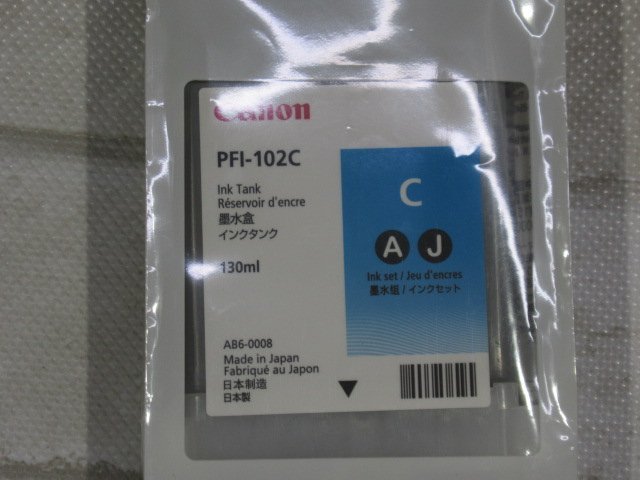 Canon
PFI-102C
Ink Tank
Réservoir d'encre
墨水盒
インクタンク
130ml
C
A J
Ink set / Jeu d'encres
墨水组 / インクセット
AB6-0008
Made in Japan
Fabriqué au Japon
日本制造
日本製